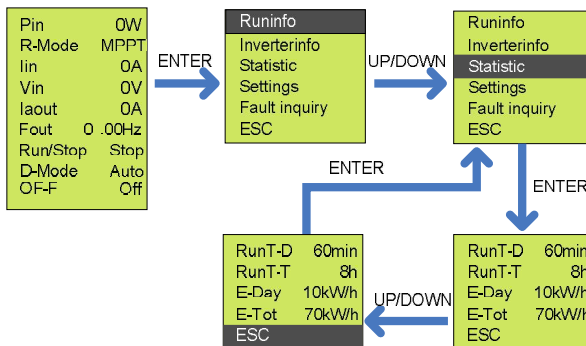 Pin 0W
R-Mode MPPT
Iin 0A
Vin 0V
Iaout 0A
Fout 0 .00Hz
Run/Stop Stop
D-Mode Auto
OF-F Off
ENTER
Runinfo
Inverterinfo
Statistic
Settings
Fault inquiry
ESC
UP/DOWN
Runinfo
Inverterinfo
Statistic
Settings
Fault inquiry
ESC
ENTER
ENTER
RunT-D 60min
RunT-T 8h
E-Day 10kW/h
E-Tot 70kW/h
ESC
UP/DOWN
RunT-D 60min
RunT-T 8h
E-Day 10kW/h
E-Tot 70kW/h
ESC